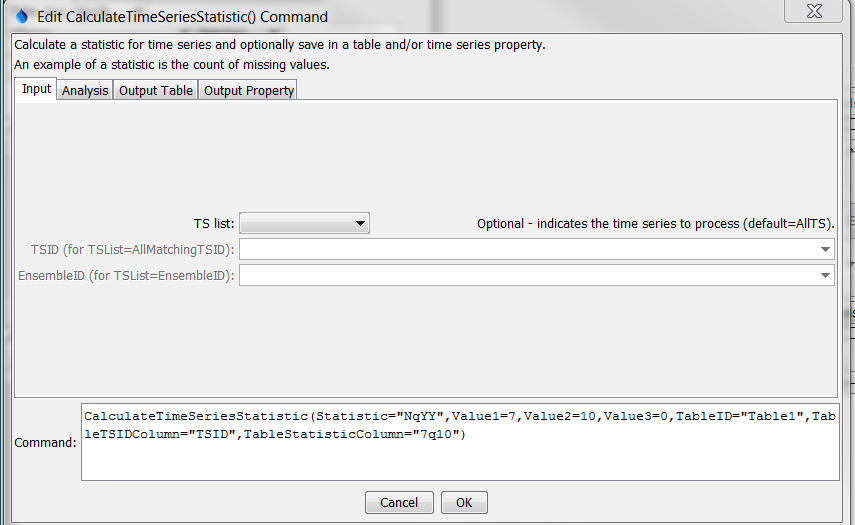 Edit CalculateTimeSeriesStatistic() Command
Calculate a statistic for time series and optionally save in a table and/or time series property.
An example of a statistic is the count of missing values.
Input Analysis Output Table Output Property
TS list: Optional - indicates the time series to process (default=AllTS).
TSID (for TSList=AllMatchingTSID):
EnsembleID (for TSList=EnsembleID):
CalculateTimeSeriesStatistic(Statistic="NqYY",Value1=7,Value2=10,Value3=0,TableID="Table1",Tab
Command: leTSIDColumn="TSID",TableStatisticColumn="7q10")
Cancel OK